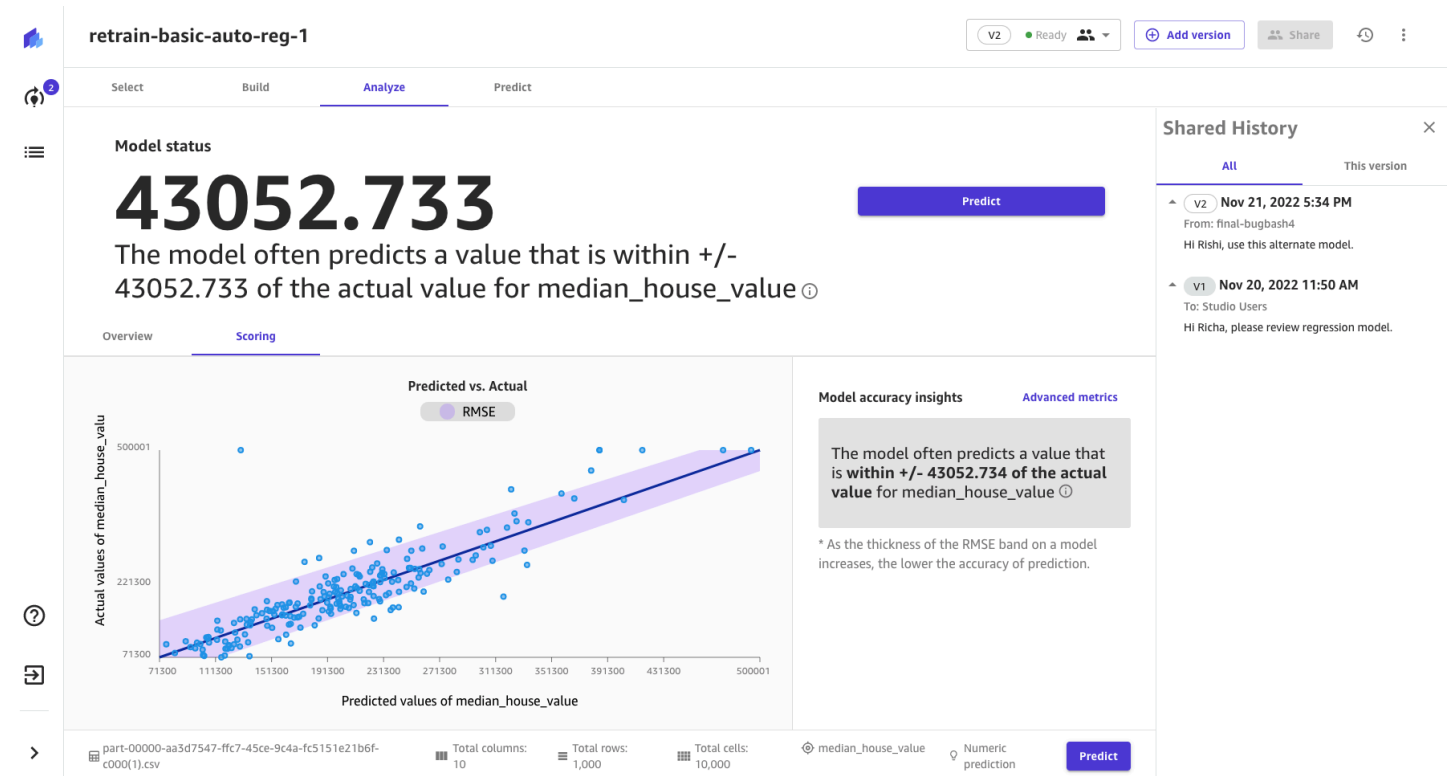 retrain-basic-auto-reg-1
V2 Ready
Add version
Share
2
Select Build Analyze Predict
Model status
43052.733
The model often predicts a value that is within +/-
43052.733 of the actual value for median_house_value
Predict
Overview Scoring
Predicted vs. Actual
RMSE
Actual values of median_house_valu
500001
221300
71300
71300 111300 151300 191300 231300 271300 311300 351300 391300 431300 500001
Predicted values of median_house_value
Model accuracy insights Advanced metrics
The model often predicts a value that
is within +/- 43052.734 of the actual
value for median_house_value
* As the thickness of the RMSE band on a model
increases, the lower the accuracy of prediction.
Shared History
All This version
V2 Nov 21, 2022 5:34 PM
From: final-bugbash4
Hi Rishi, use this alternate model.
V1 Nov 20, 2022 11:50 AM
To: Studio Users
Hi Richa, please review regression model.
part-00000-aa3d7547-ffc7-45ce-9c4a-fc5151e21b6f-
c000(1).csv
Total columns:
10
Total rows:
1,000
Total cells:
10,000
median_house_value
Numeric
prediction
Predict